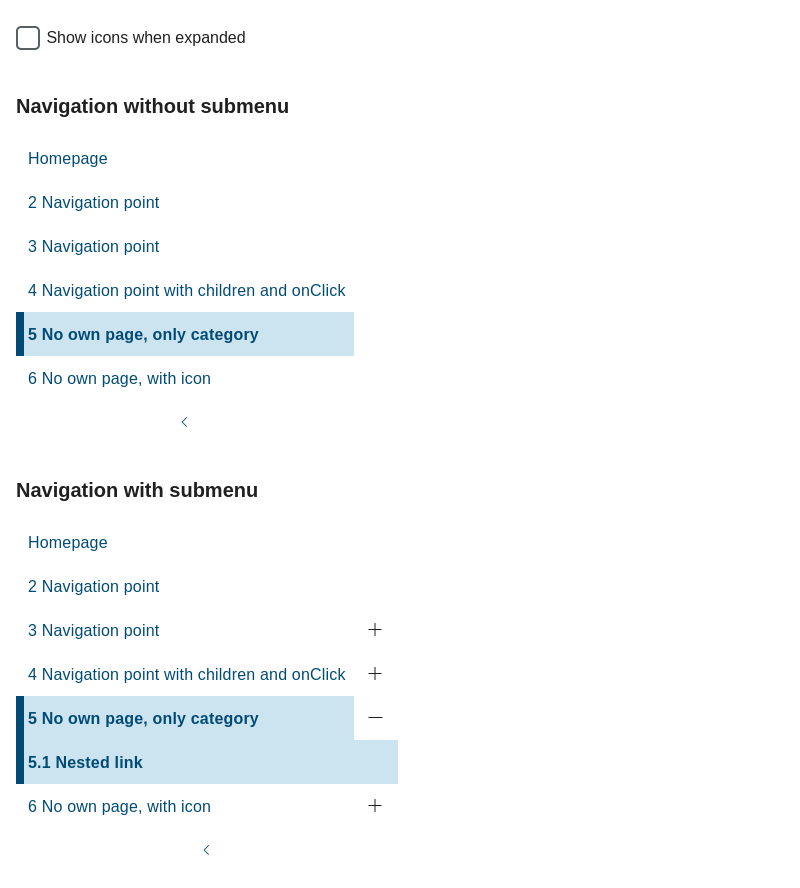 Show icons when expanded
Navigation without submenu
Homepage
2 Navigation point
3 Navigation point
4 Navigation point with children and onClick
5 No own page, only category
6 No own page, with icon
Navigation with submenu
Homepage
2 Navigation point
3 Navigation point
4 Navigation point with children and onClick
5 No own page, only category
5.1 Nested link
6 No own page, with icon